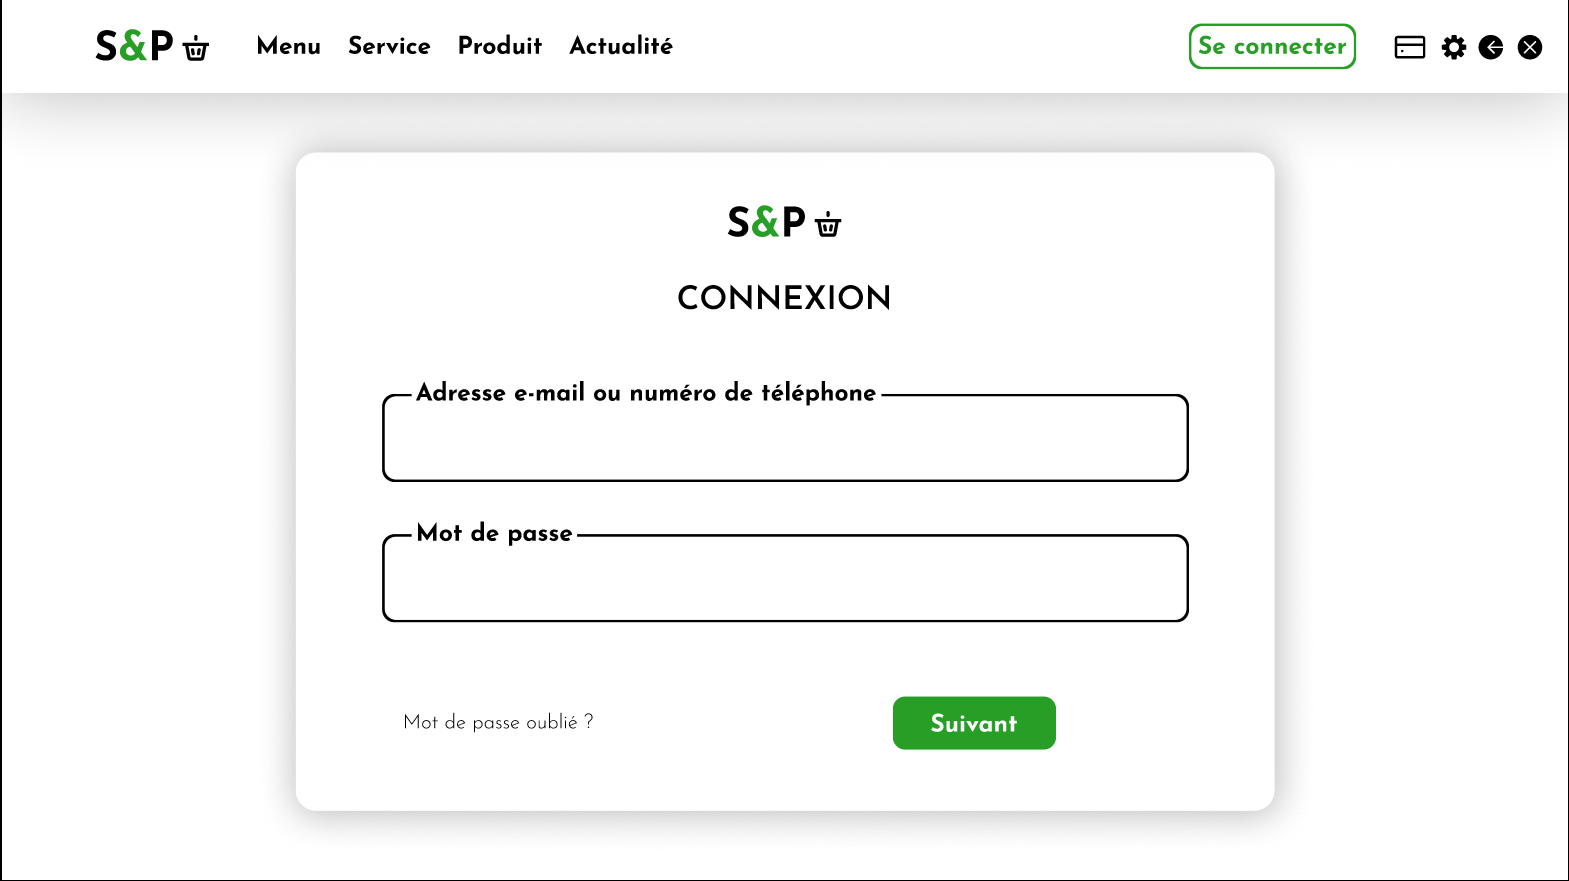 S&P Menu Service Produit Actualité Se connecter
S&P
CONNEXION
Adresse e-mail ou numéro de téléphone
Mot de passe
Mot de passe oublié ? Suivant